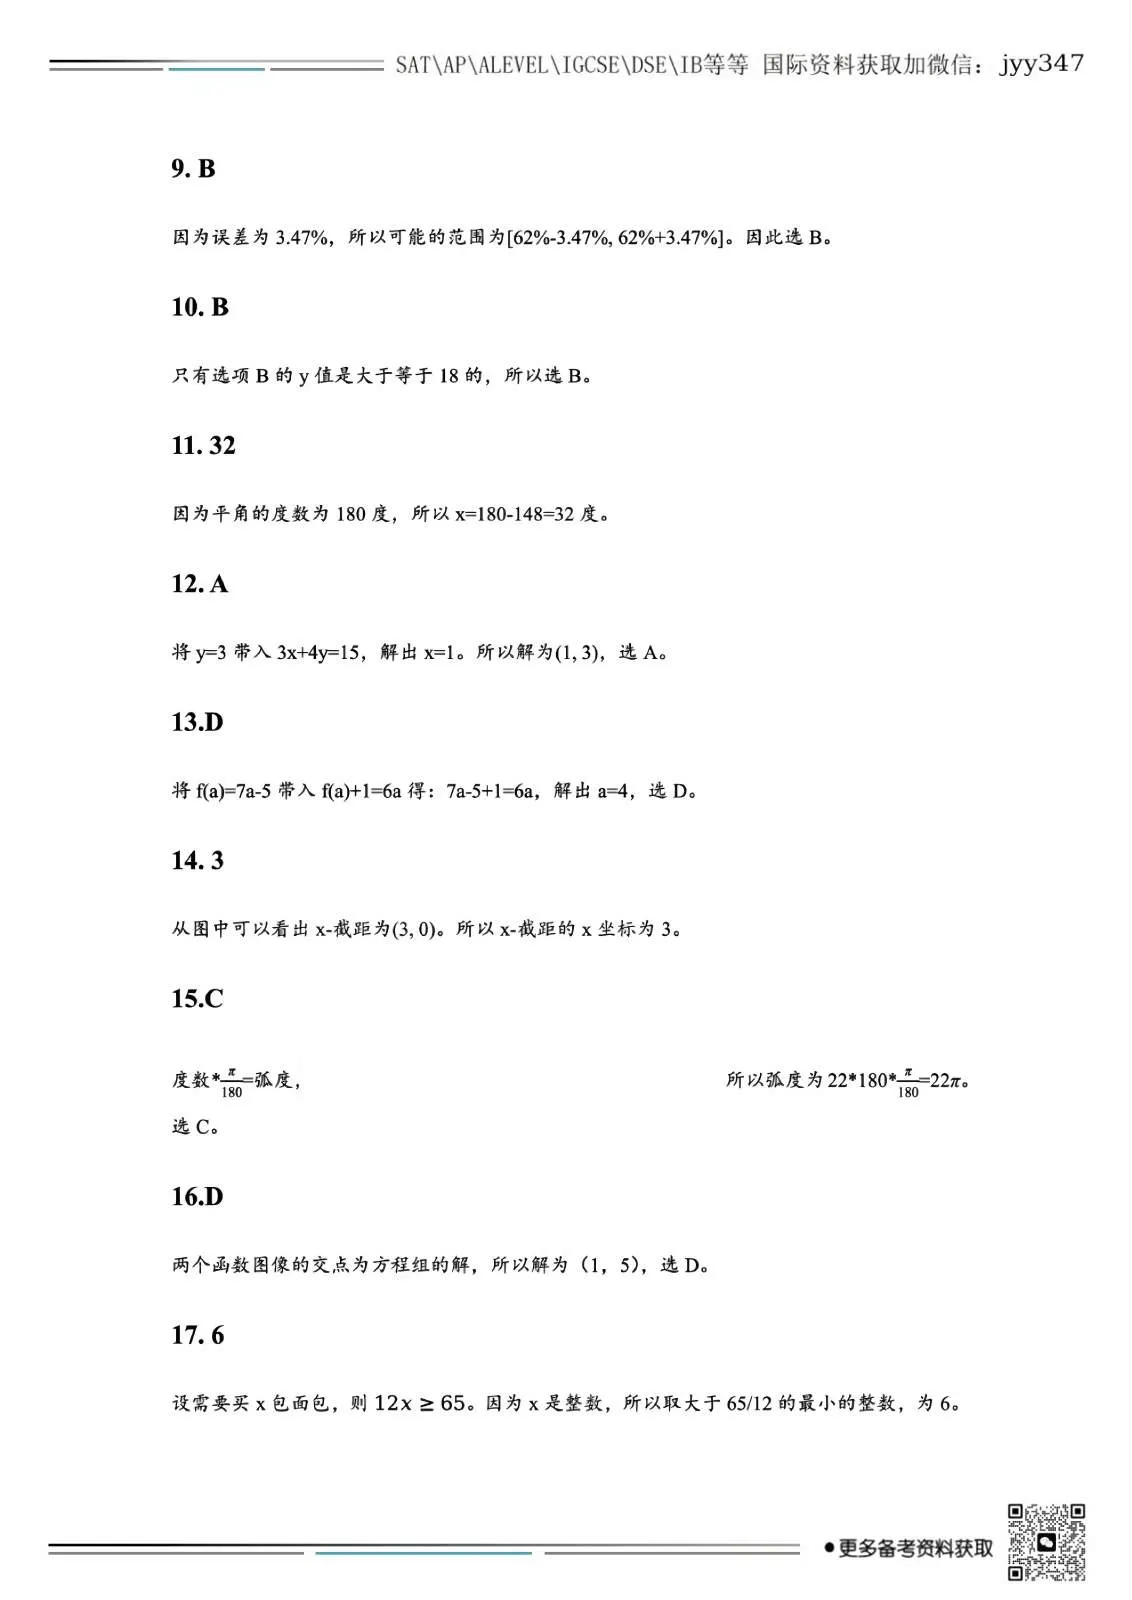 SAT\AP\ALEVEL\IGCSE\DSE\IB等等 国际资料获取加微信：jyy347
9. B
因为误差为 3.47%，所以可能的范围为[62%-3.47%, 62%+3.47%]。因此选 B。
10. B
只有选项 B 的 y 值是大于等于 18 的，所以选 B。
11. 32
因为平角的度数为 180 度，所以 x=180-148=32 度。
12. A
将 y=3 带入 3x+4y=15，解出 x=1。所以解为(1, 3)，选 A。
13.D
将 f(a)=7a-5 带入 f(a)+1=6a 得：7a-5+1=6a，解出 a=4，选 D。
14. 3
从图中可以看出 x-截距为(3, 0)。所以 x-截距的 x 坐标为 3。
15.C
度数*π/180=弧度， 所以弧度为 22*180*π/180=22π。
选 C。
16.D
两个函数图像的交点为方程组的解，所以解为（1，5），选 D。
17. 6
设需要买 x 包面包，则 12x ≥ 65。因为 x 是整数，所以取大于 65/12 的最小的整数，为 6。
●更多备考资料获取